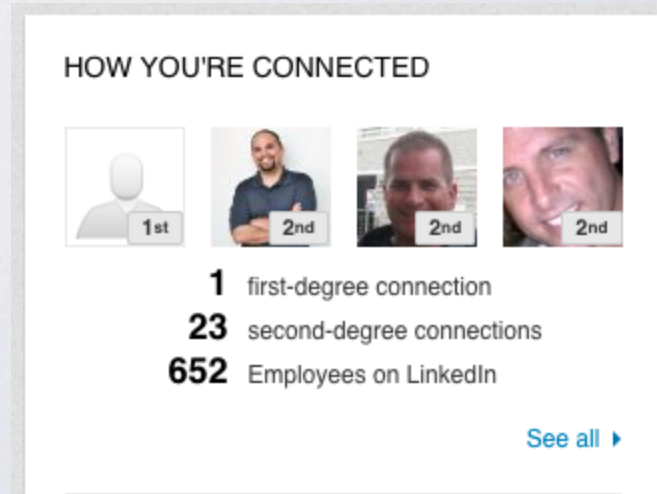 HOW YOU'RE CONNECTED
1st 2nd 2nd 2nd
1 first-degree connection
23 second-degree connections
652 Employees on LinkedIn
See all